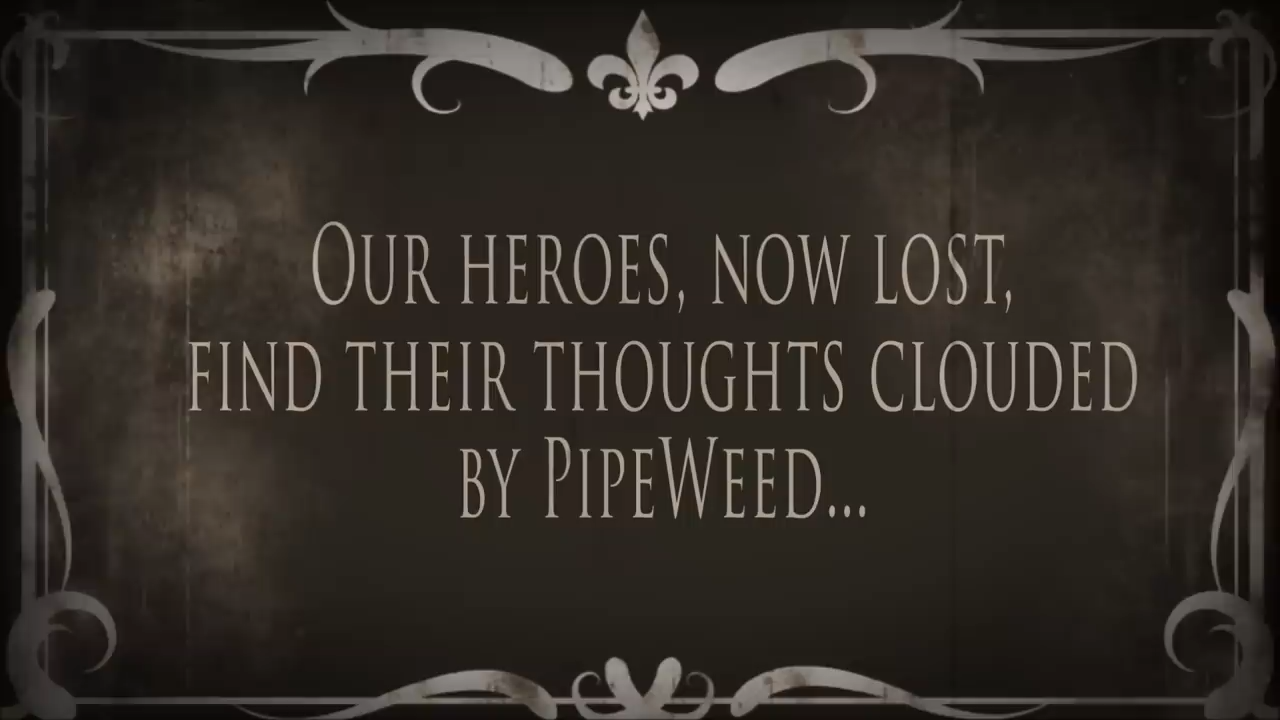 Our heroes, now lost,
find their thoughts clouded
by PipeWeed...